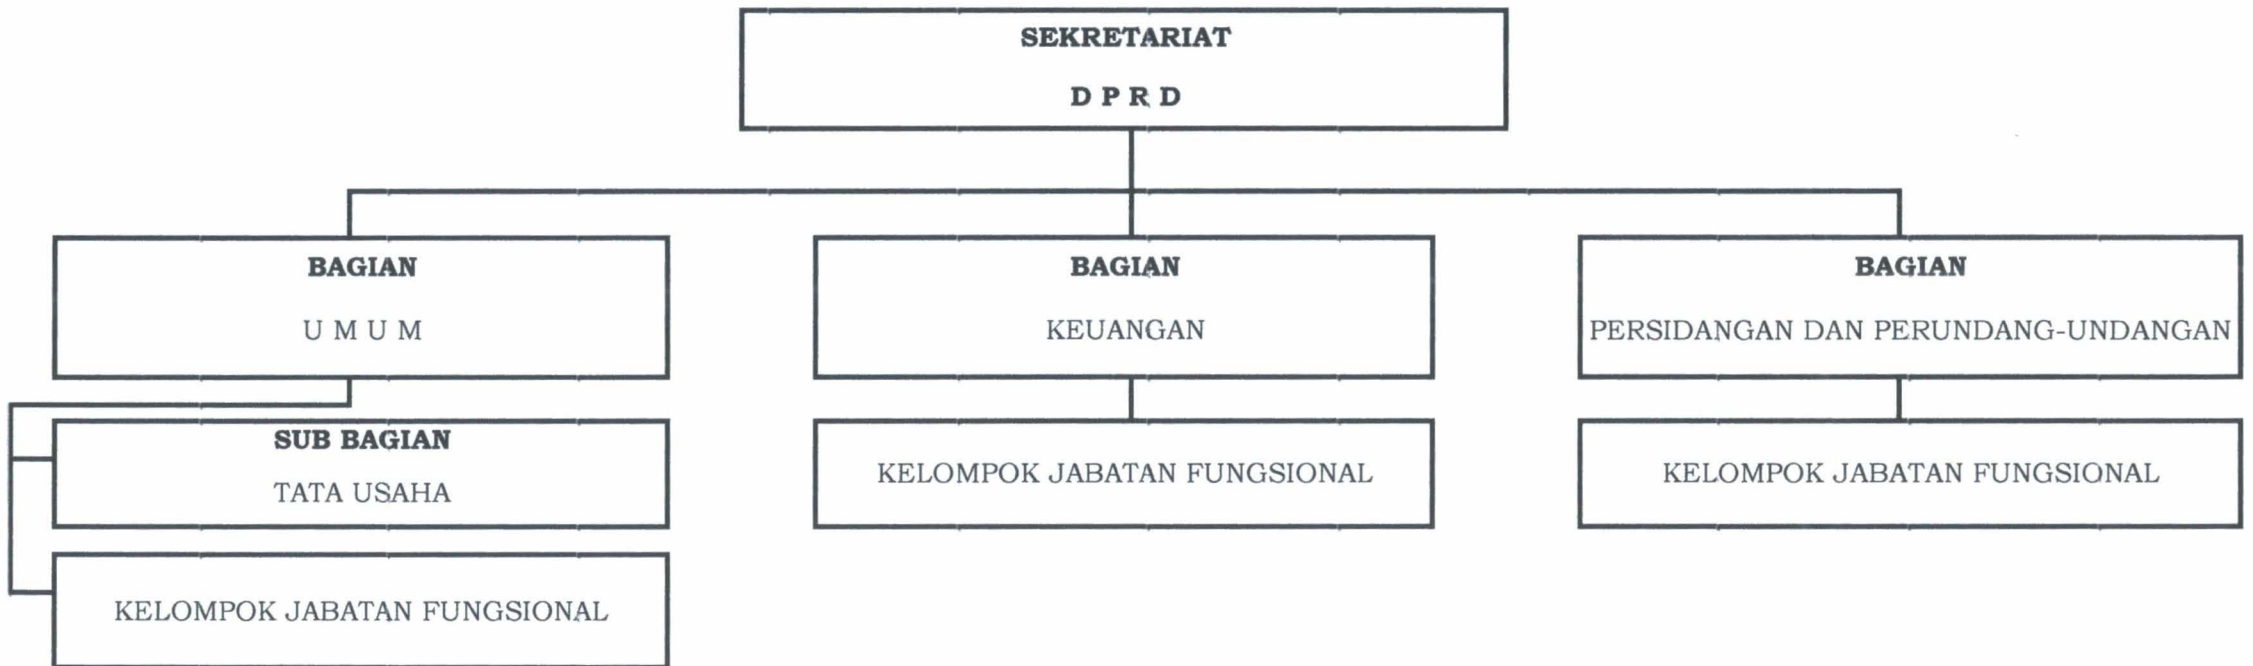 SEKRETARIAT
D P R D
BAGIAN
U M U M
BAGIAN
KEUANGAN
BAGIAN
PERSIDANGAN DAN PERUNDANG-UNDANGAN
SUB BAGIAN
TATA USAHA
KELOMPOK JABATAN FUNGSIONAL
KELOMPOK JABATAN FUNGSIONAL
KELOMPOK JABATAN FUNGSIONAL